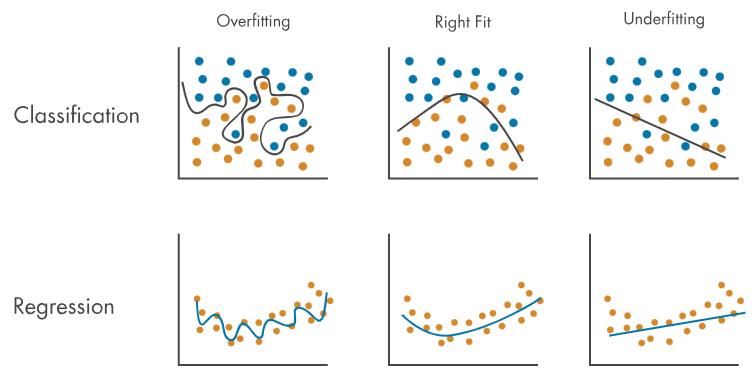 Overfitting
Right Fit
Underfitting
Classification
Regression